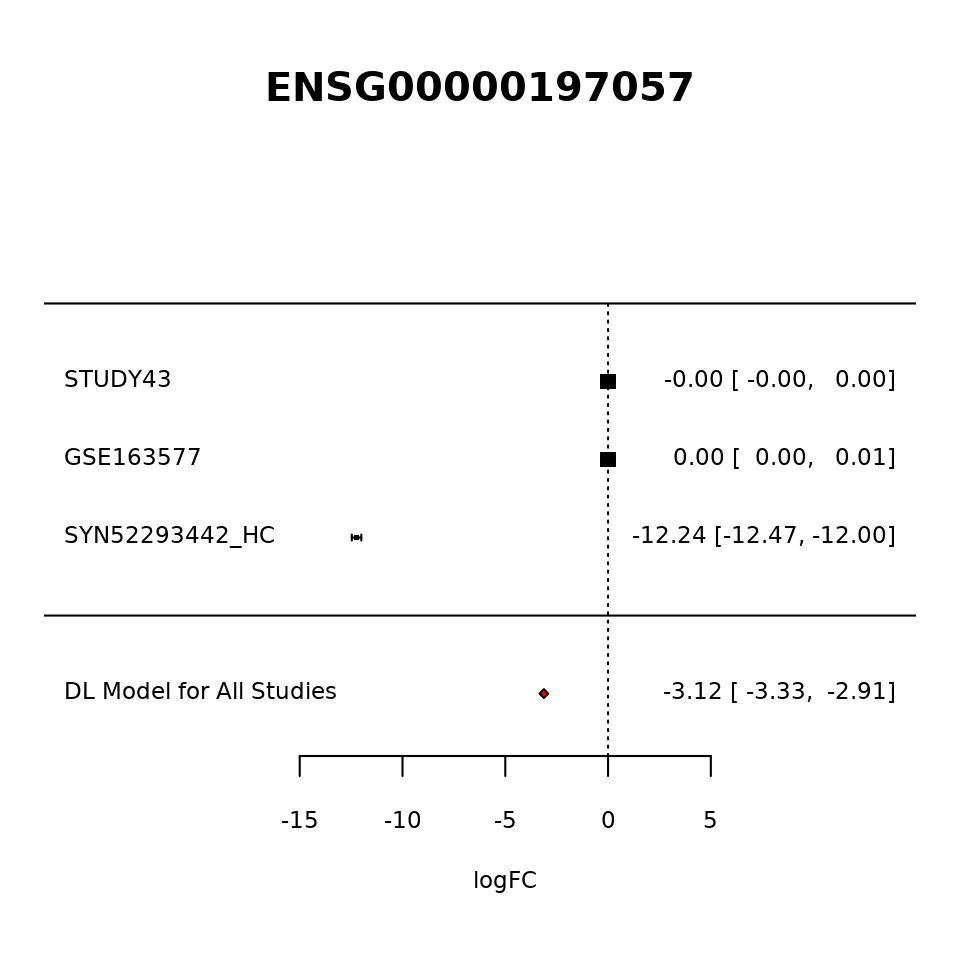 ENSG00000197057
STUDY43 -0.00 [ -0.00, 0.00]
GSE163577 0.00 [ 0.00, 0.01]
SYN52293442_HC -12.24 [-12.47, -12.00]
DL Model for All Studies -3.12 [ -3.33, -2.91]
-15 -10 -5 0 5
logFC